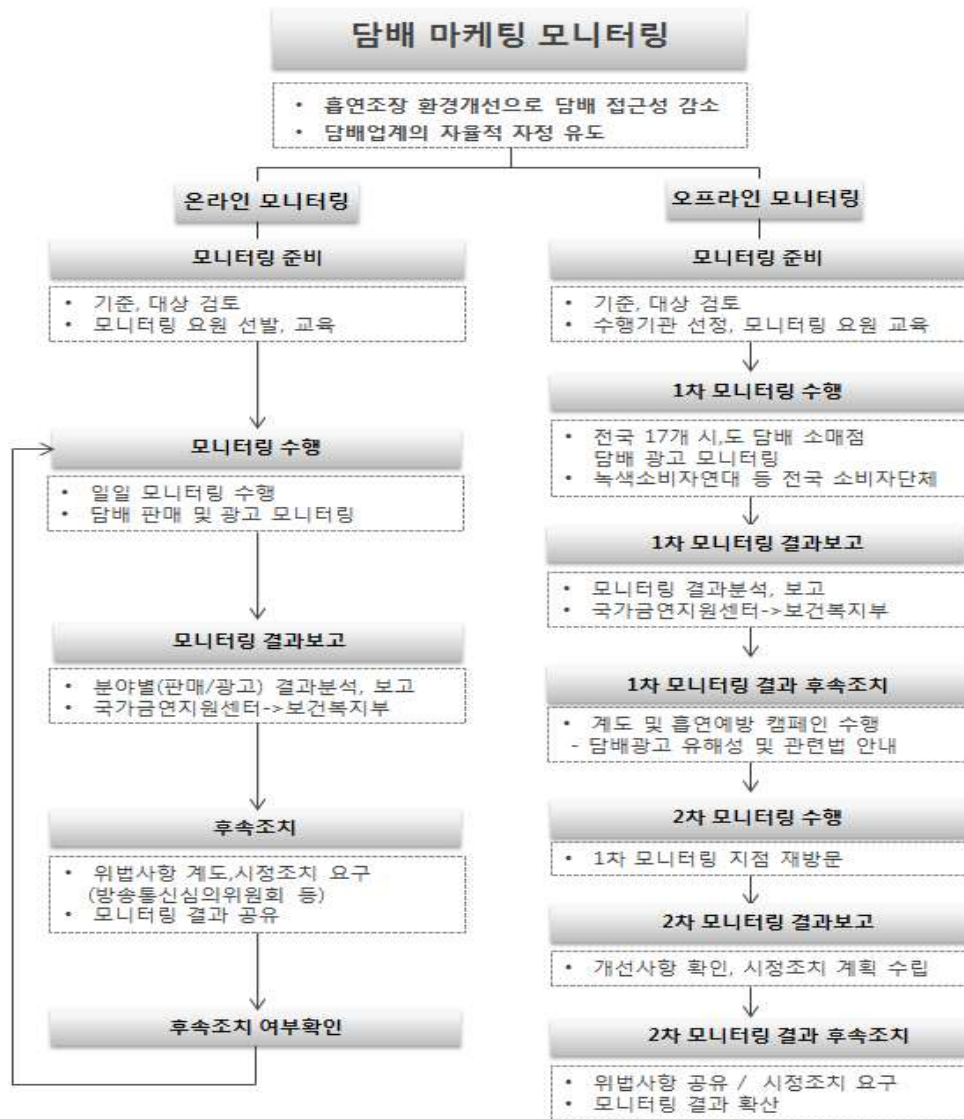 담배 마케팅 모니터링
• 흡연조장 환경개선으로 담배 접근성 감소
• 담배업계의 자율적 자정 유도
온라인 모니터링
모니터링 준비
• 기준, 대상 검토
• 모니터링 요원 선발, 교육
모니터링 수행
• 일일 모니터링 수행
• 담배 판매 및 광고 모니터링
모니터링 결과보고
• 분야별(판매/광고) 결과분석, 보고
• 국가금연지원센터->보건복지부
후속조치
• 위법사항 계도,시정조치 요구
(방송통신심의위원회 등)
• 모니터링 결과 공유
후속조치 여부확인
오프라인 모니터링
모니터링 준비
• 기준, 대상 검토
• 수행기관 선정, 모니터링 요원 교육
1차 모니터링 수행
• 전국 17개 시,도 담배 소매점
담배 광고 모니터링
• 녹색소비자연대 등 전국 소비자단체
1차 모니터링 결과보고
• 모니터링 결과분석, 보고
• 국가금연지원센터->보건복지부
1차 모니터링 결과 후속조치
• 계도 및 흡연예방 캠페인 수행
- 담배광고 유해성 및 관련법 안내
2차 모니터링 수행
• 1차 모니터링 지점 재방문
2차 모니터링 결과보고
• 개선사항 확인, 시정조치 계획 수립
2차 모니터링 결과 후속조치
• 위법사항 공유 / 시정조치 요구
• 모니터링 결과 확산